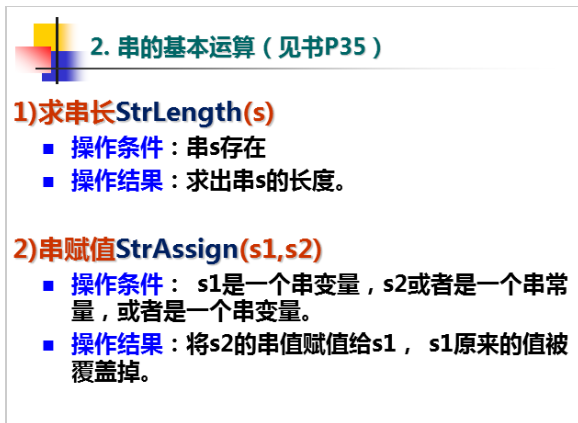 2. 串的基本运算（见书P35）
1)求串长StrLength(s)
操作条件：串s存在
操作结果：求出串s的长度。
2)串赋值StrAssign(s1,s2)
操作条件： s1是一个串变量，s2或者是一个串常
量，或者是一个串变量。
操作结果：将s2的串值赋值给s1， s1原来的值被
覆盖掉。